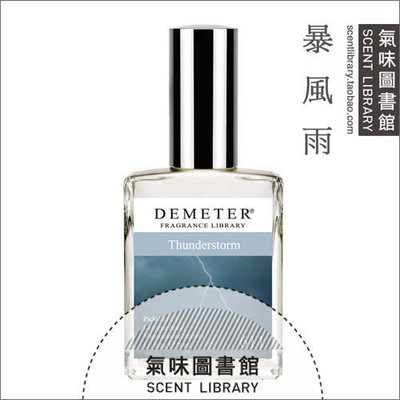 暴風雨
氣味圖書館
SCENT LIBRARY
scentlibrary.taobao.com
DEMETER®
FRAGRANCE LIBRARY
Thunderstorm
氣味圖書館
SCENT LIBRARY